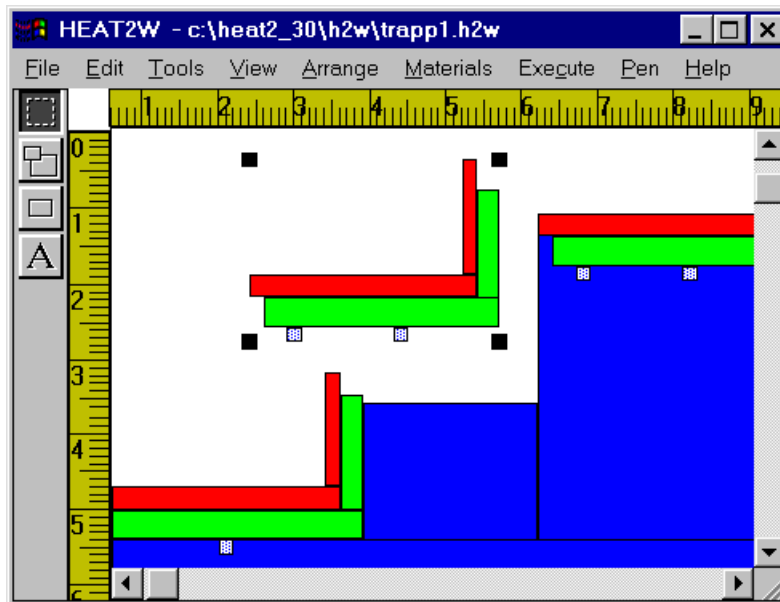 HEAT2W - c:\heat2_30\h2w\trapp1.h2w
File Edit Tools View Arrange Materials Execute Pen Help
1 2 3 4 5 6 7 8 9
0
1
2
3
4
5
6
A